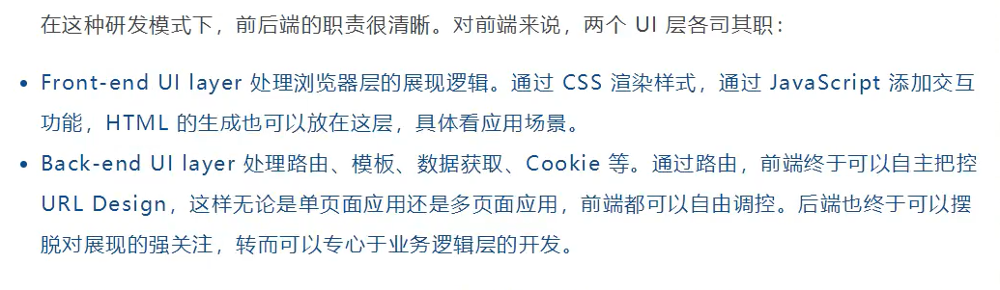 在这种研发模式下，前后端的职责很清晰。对前端来说，两个 UI 层各司其职：
• Front-end UI layer 处理浏览器层的展现逻辑。通过 CSS 渲染样式，通过 JavaScript 添加交互
功能，HTML 的生成也可以放在这层，具体看应用场景。
• Back-end UI layer 处理路由、模板、数据获取、Cookie 等。通过路由，前端终于可以自主把控
URL Design，这样无论是单页面应用还是多页面应用，前端都可以自由调控。后端也终于可以摆
脱对展现的强关注，转而可以专心于业务逻辑层的开发。